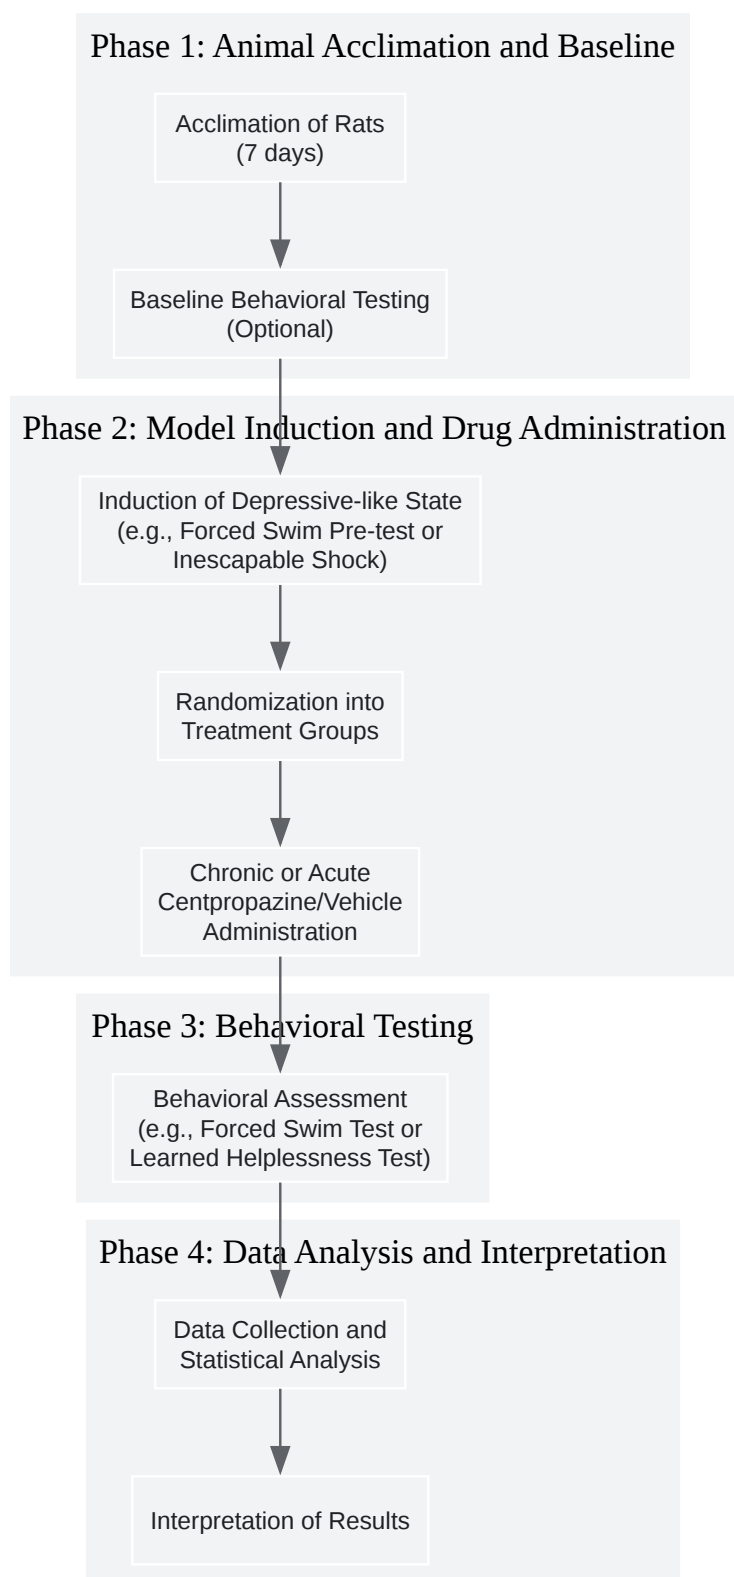 Phase 1: Animal Acclimation and Baseline
Acclimation of Rats
(7 days)
Baseline Behavioral Testing
(Optional)
Phase 2: Model Induction and Drug Administration
Induction of Depressive-like State
(e.g., Forced Swim Pre-test or
Inescapable Shock)
Randomization into
Treatment Groups
Chronic or Acute
Centpropazine/Vehicle
Administration
Phase 3: Behavioral Testing
Behavioral Assessment
(e.g., Forced Swim Test or
Learned Helplessness Test)
Phase 4: Data Analysis and Interpretation
Data Collection and
Statistical Analysis
Interpretation of Results